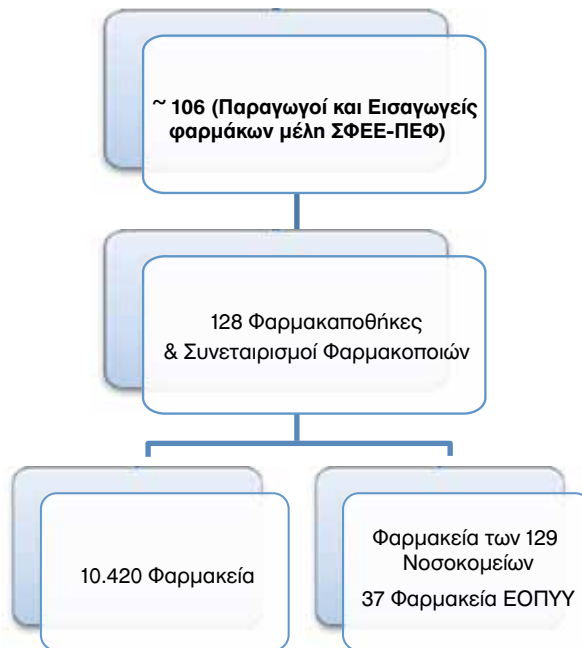 ~ 106 (Παραγωγοί και Εισαγωγείς
φαρμάκων μέλη ΣΦΕΕ-ΠΕΦ)
128 Φαρμακαποθήκες
& Συνεταιρισμοί Φαρμακοποιών
10.420 Φαρμακεία
Φαρμακεία των 129
Νοσοκομείων
37 Φαρμακεία ΕΟΠΥΥ